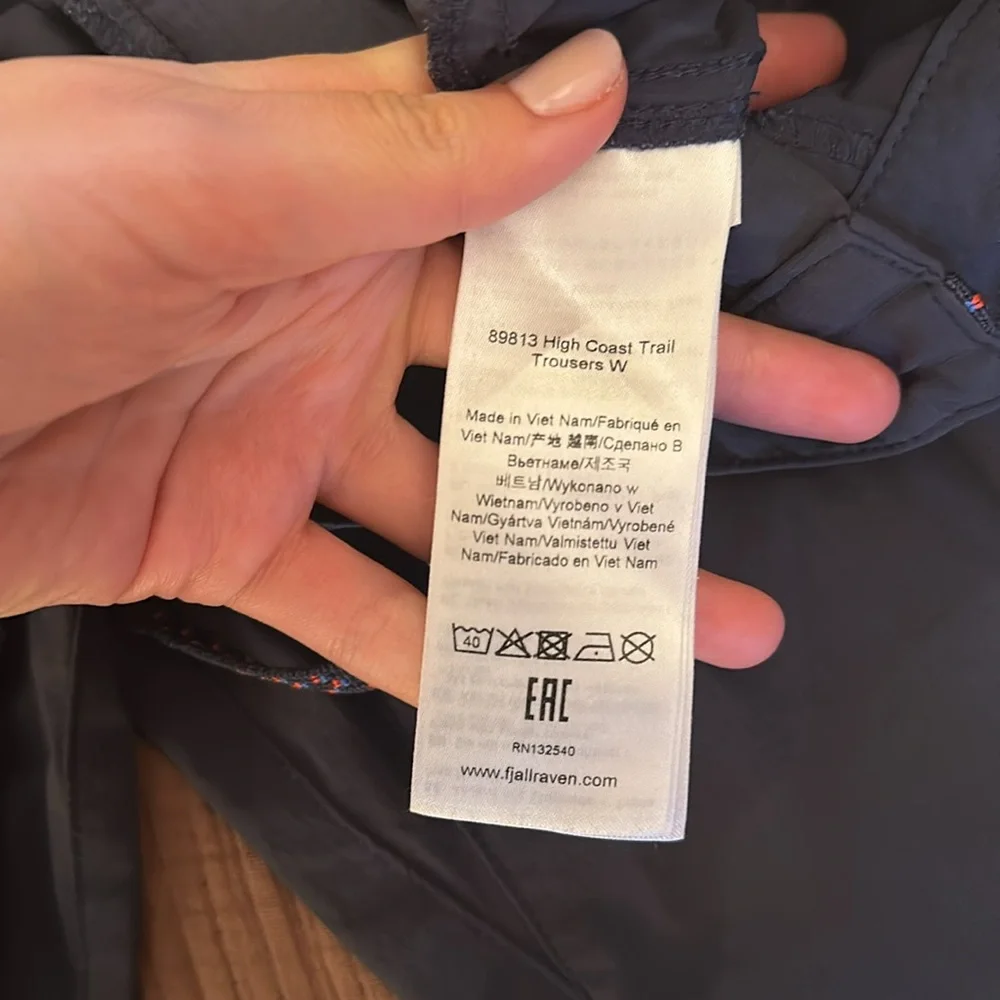 89813 High Coast Trail
Trousers W
Made in Viet Nam/Fabriqué en
Viet Nam/产地 越南/Сделано В
Вьетнаме/제조국
베트남/Wykonano w
Wietnam/Vyrobeno v Viet
Nam/Gyártva Vietnám/Vyrobené
Viet Nam/Valmistettu Viet
Nam/Fabricado en Viet Nam
40
EAC
RN132540
www.fjallraven.com